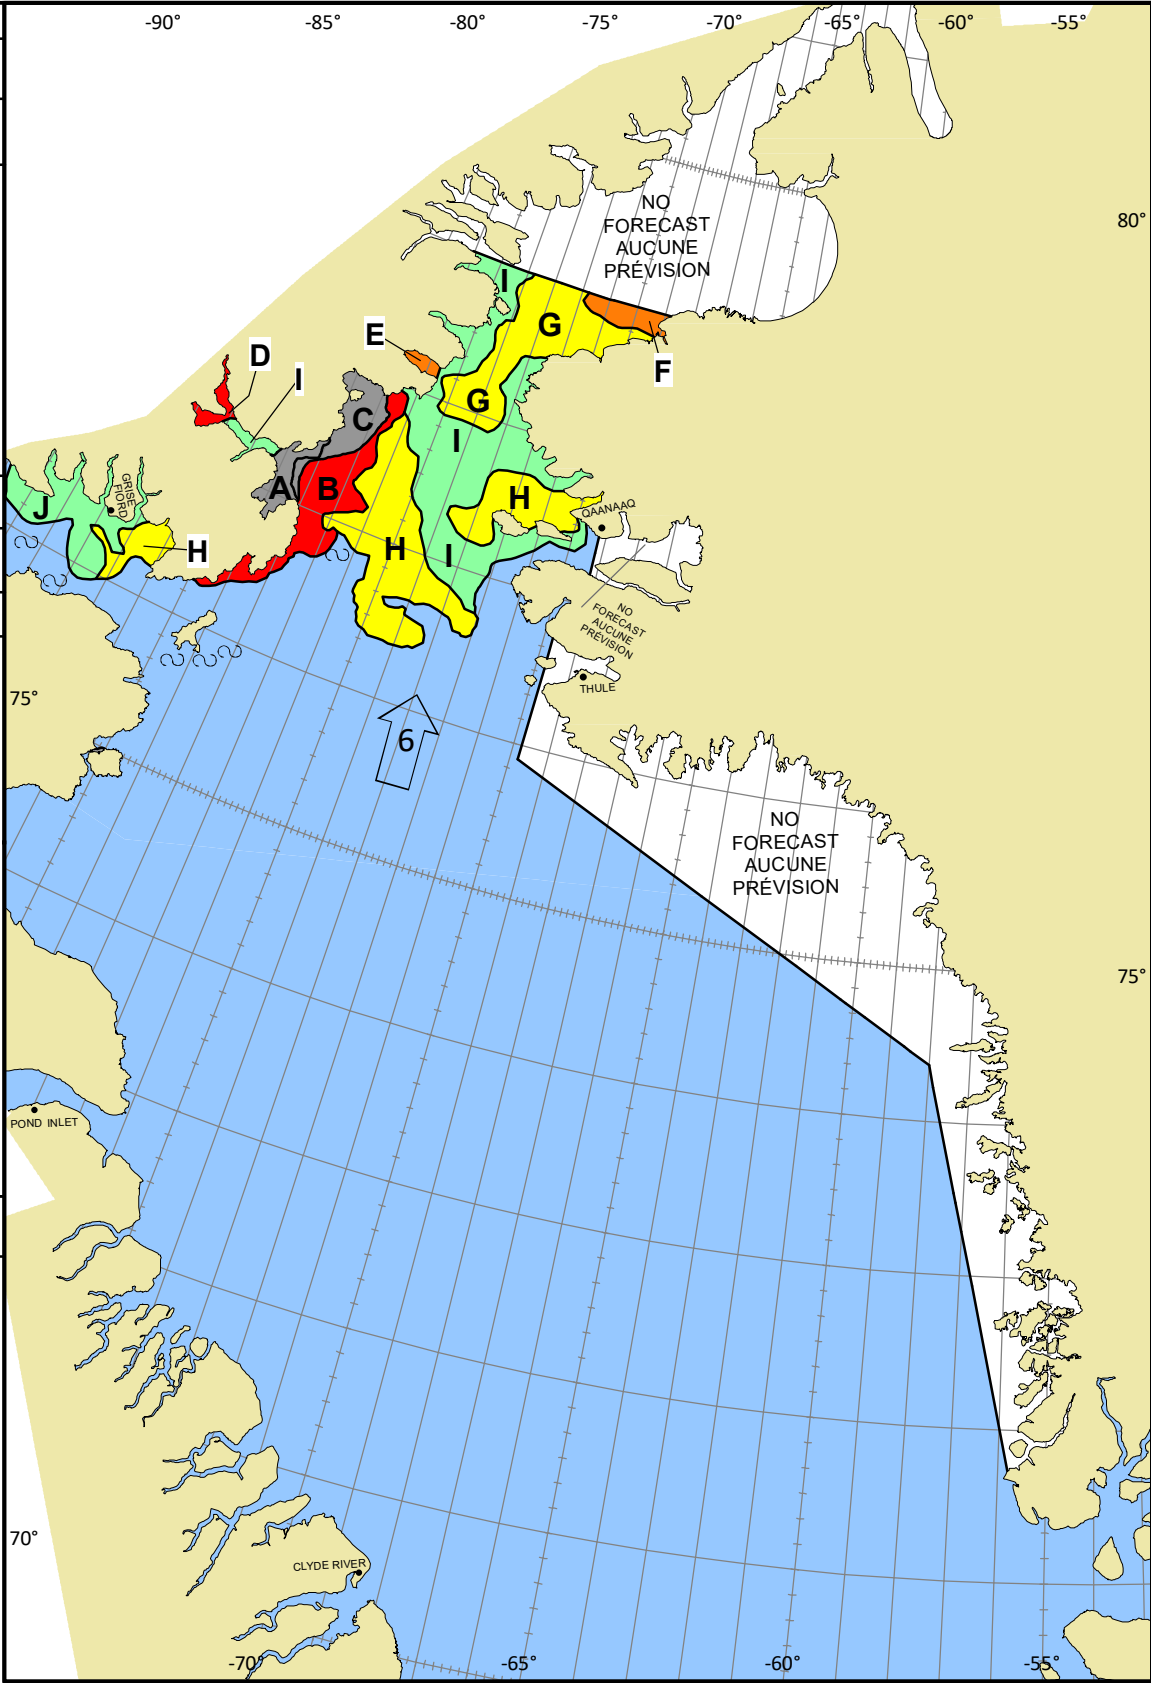 -90° -85° -80° -75° -70° -65° -60° -55°
NO
FORECAST
AUCUNE
PRÉVISION
80°
I
G
E
F
D
I
G
C
I
A
B
H
J
GRISE
FIORD
QAANAAQ
H
H
I
NO
FORECAST
AUCUNE
PRÉVISION
THULE
75°
6
NO
FORECAST
AUCUNE
PRÉVISION
75°
POND INLET
70°
CLYDE RIVER
-70° -65° -60° -55°